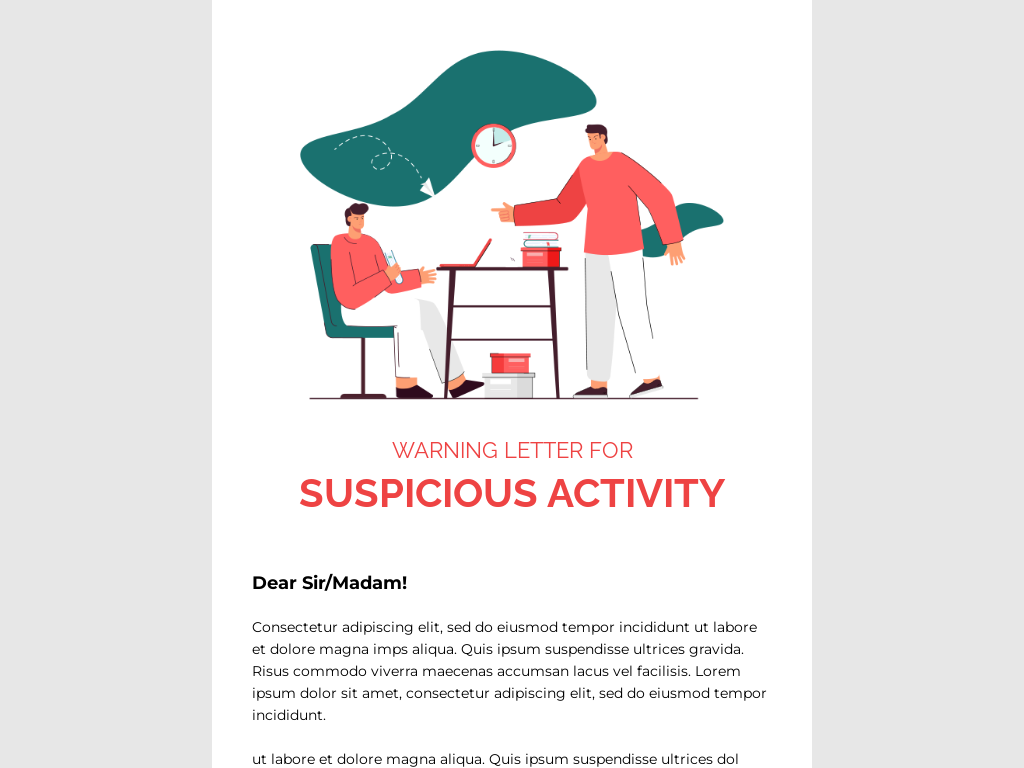 WARNING LETTER FOR
SUSPICIOUS ACTIVITY
Dear Sir/Madam!
Consectetur adipiscing elit, sed do eiusmod tempor incididunt ut labore
et dolore magna imps aliqua. Quis ipsum suspendisse ultrices gravida.
Risus commodo viverra maecenas accumsan lacus vel facilisis. Lorem
ipsum dolor sit amet, consectetur adipiscing elit, sed do eiusmod tempor
incididunt.
ut labore et dolore magna aliqua. Quis ipsum suspendisse ultrices dol